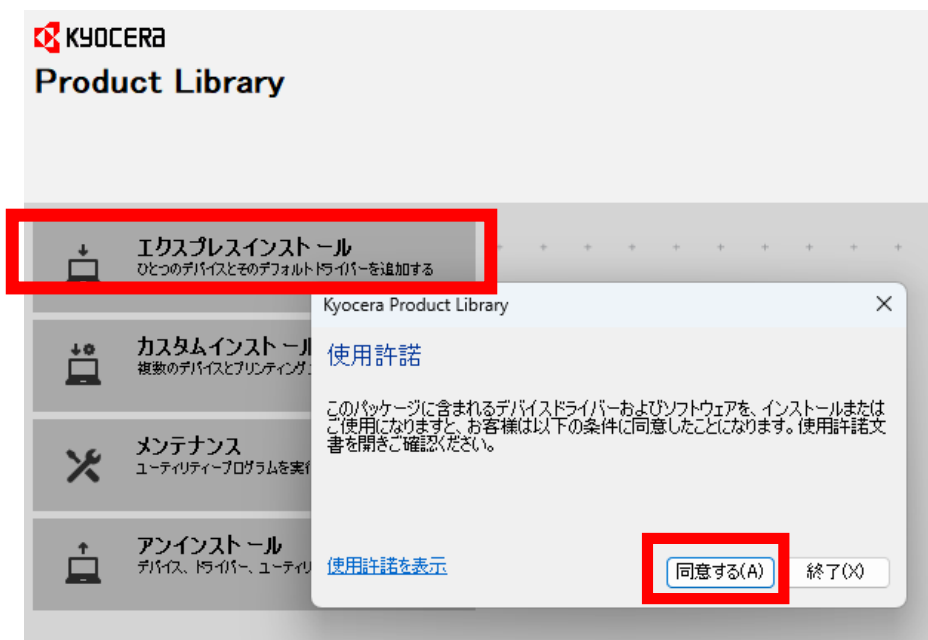 KYOCERA
Product Library
エクスプレスインストール
ひとつのデバイスとそのデフォルトドライバーを追加する
カスタムインストール
複数のデバイスとプリンティング
メンテナンス
ユーティリティープログラムを実行
アンインストール
デバイス、ドライバー、ユーティリ
Kyocera Product Library
使用許諾
このパッケージに含まれるデバイスドライバーおよびソフトウェアを、インストールまたは
ご使用になりますと、お客様は以下の条件に同意したことになります。使用許諾文
書を開きご確認ください。
使用許諾を表示
同意する(A)
終了(X)